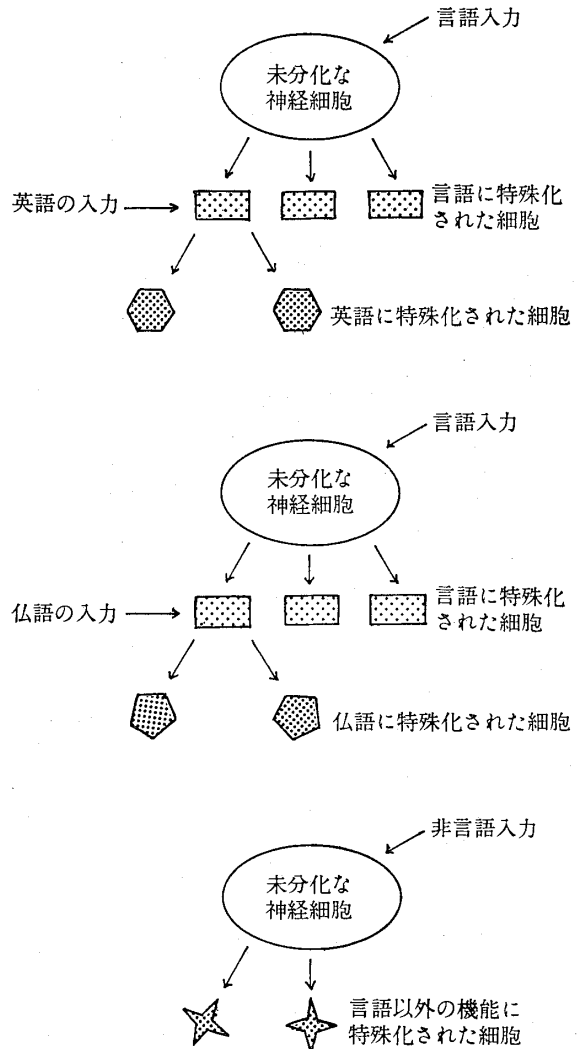 言語入力
未分化な
神経細胞
英語の入力
言語に特殊化
された細胞
英語に特殊化された細胞
言語入力
未分化な
神経細胞
仏語の入力
言語に特殊化
された細胞
仏語に特殊化された細胞
非言語入力
未分化な
神経細胞
言語以外の機能に
特殊化された細胞